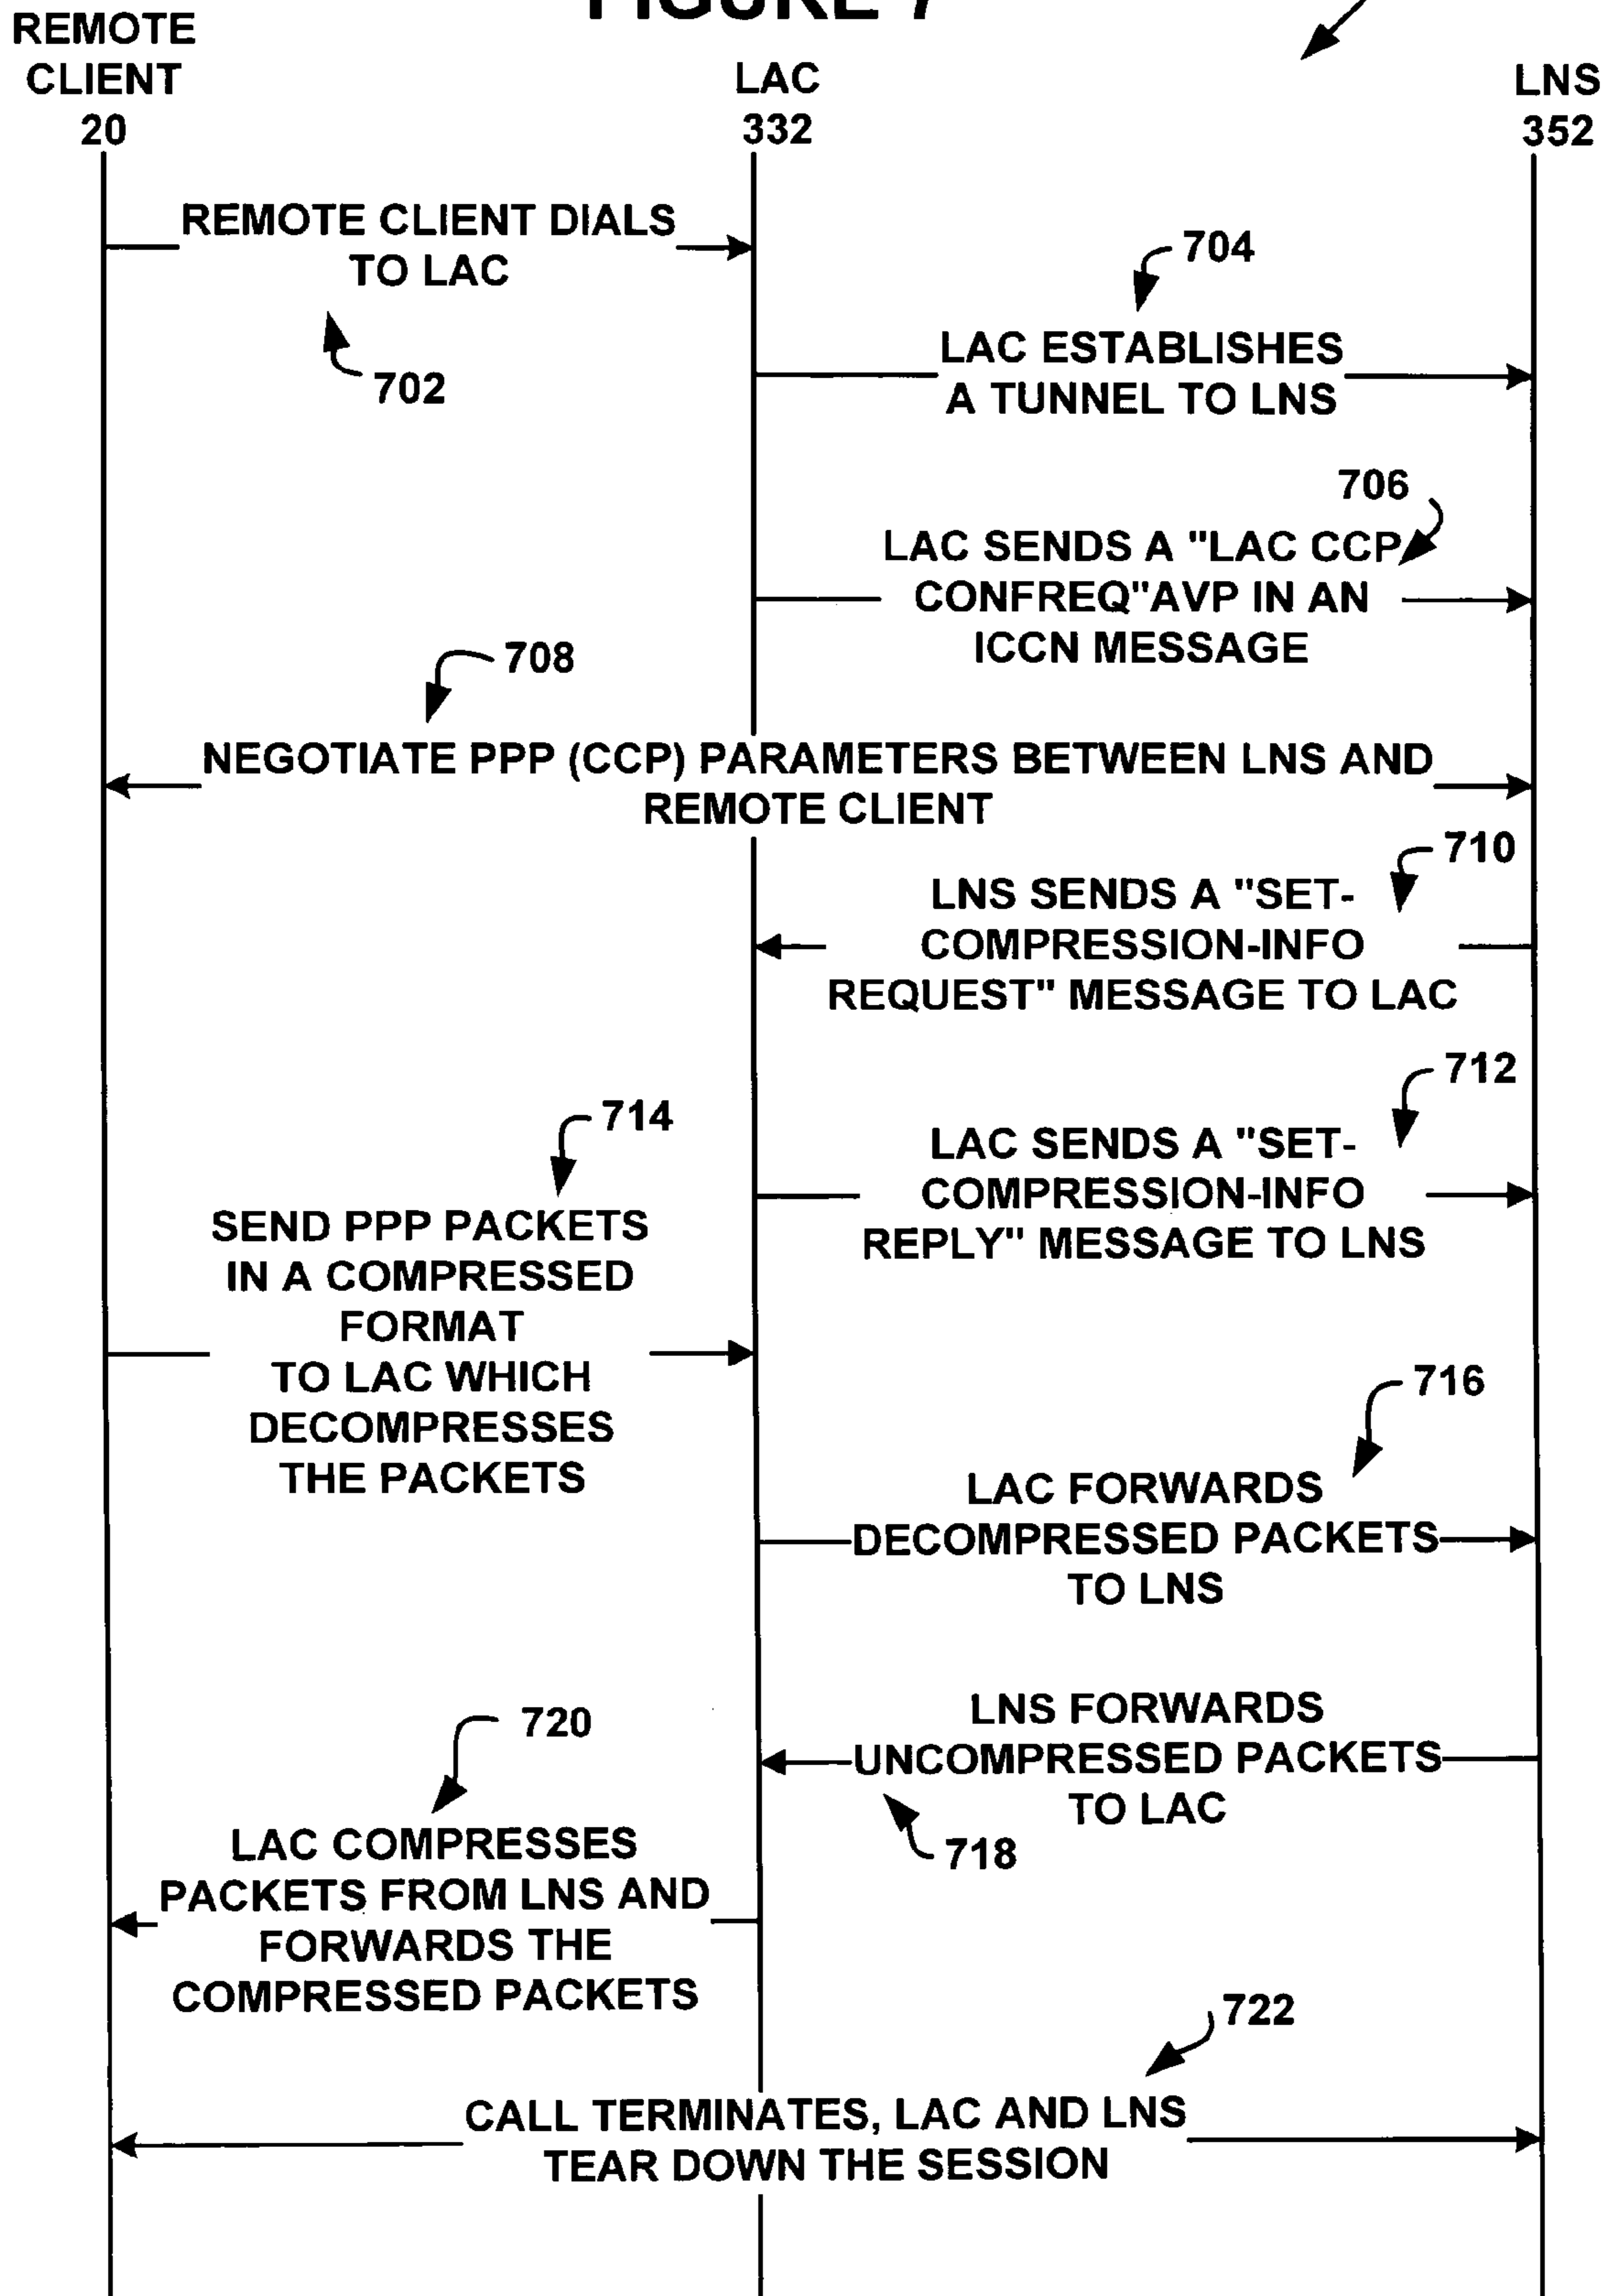 FIGURE 7
REMOTE
CLIENT
20
LAC
332
LNS
352
REMOTE CLIENT DIALS
TO LAC
702
704
LAC ESTABLISHES
A TUNNEL TO LNS
706
LAC SENDS A "LAC CCP
CONFREQ"AVP IN AN
ICCN MESSAGE
708
NEGOTIATE PPP (CCP) PARAMETERS BETWEEN LNS AND
REMOTE CLIENT
710
LNS SENDS A "SET-
COMPRESSION-INFO
REQUEST" MESSAGE TO LAC
712
LAC SENDS A "SET-
COMPRESSION-INFO
REPLY" MESSAGE TO LNS
714
SEND PPP PACKETS
IN A COMPRESSED
FORMAT
TO LAC WHICH
DECOMPRESSES
THE PACKETS
716
LAC FORWARDS
DECOMPRESSED PACKETS
TO LNS
LNS FORWARDS
UNCOMPRESSED PACKETS
TO LAC
718
720
LAC COMPRESSES
PACKETS FROM LNS AND
FORWARDS THE
COMPRESSED PACKETS
722
CALL TERMINATES, LAC AND LNS
TEAR DOWN THE SESSION